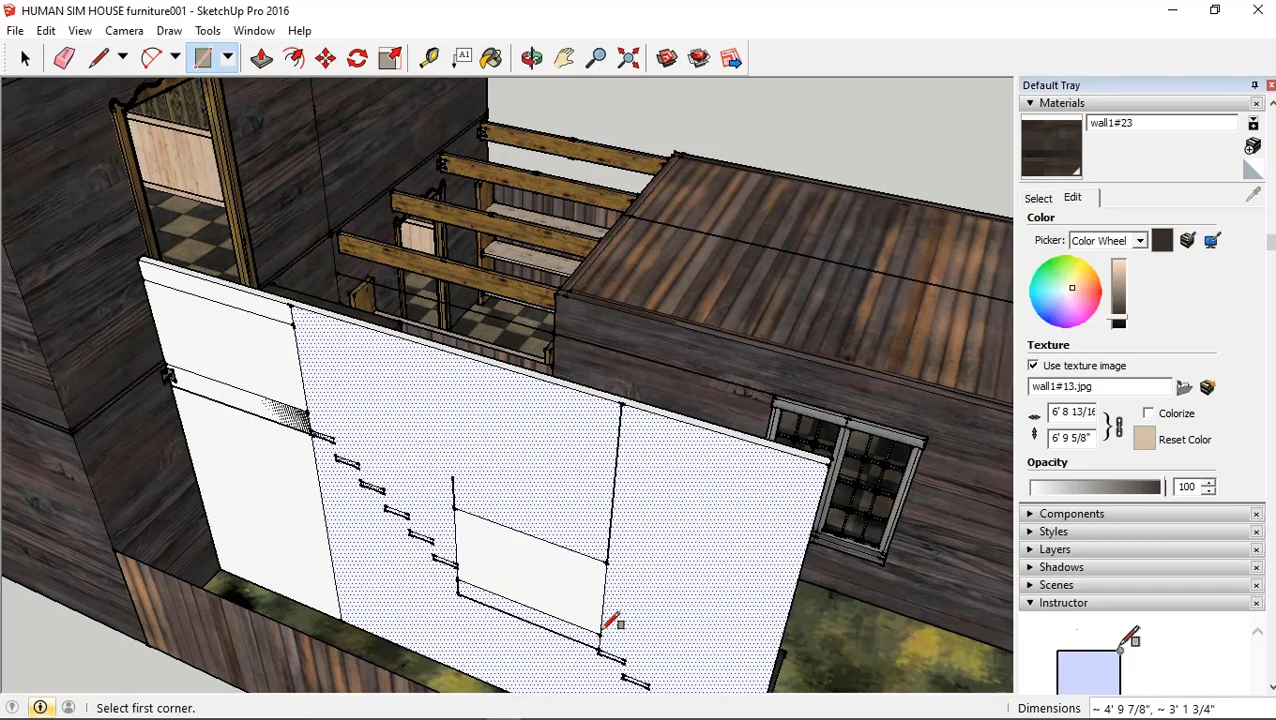 HUMAN SIM HOUSE furniture001 - SketchUp Pro 2016
File Edit View Camera Draw Tools Window Help
A1
Default Tray
Materials
wall1#23
Select Edit
Color
Picker: Color Wheel
Texture
Use texture image
wall1#13.jpg
6' 8 13/16 Colorize
6' 9 5/8" Reset Color
Opacity
100
Components
Styles
Layers
Shadows
Scenes
Instructor
Select first corner.
Dimensions ~ 4' 9 7/8", ~ 3' 1 3/4"